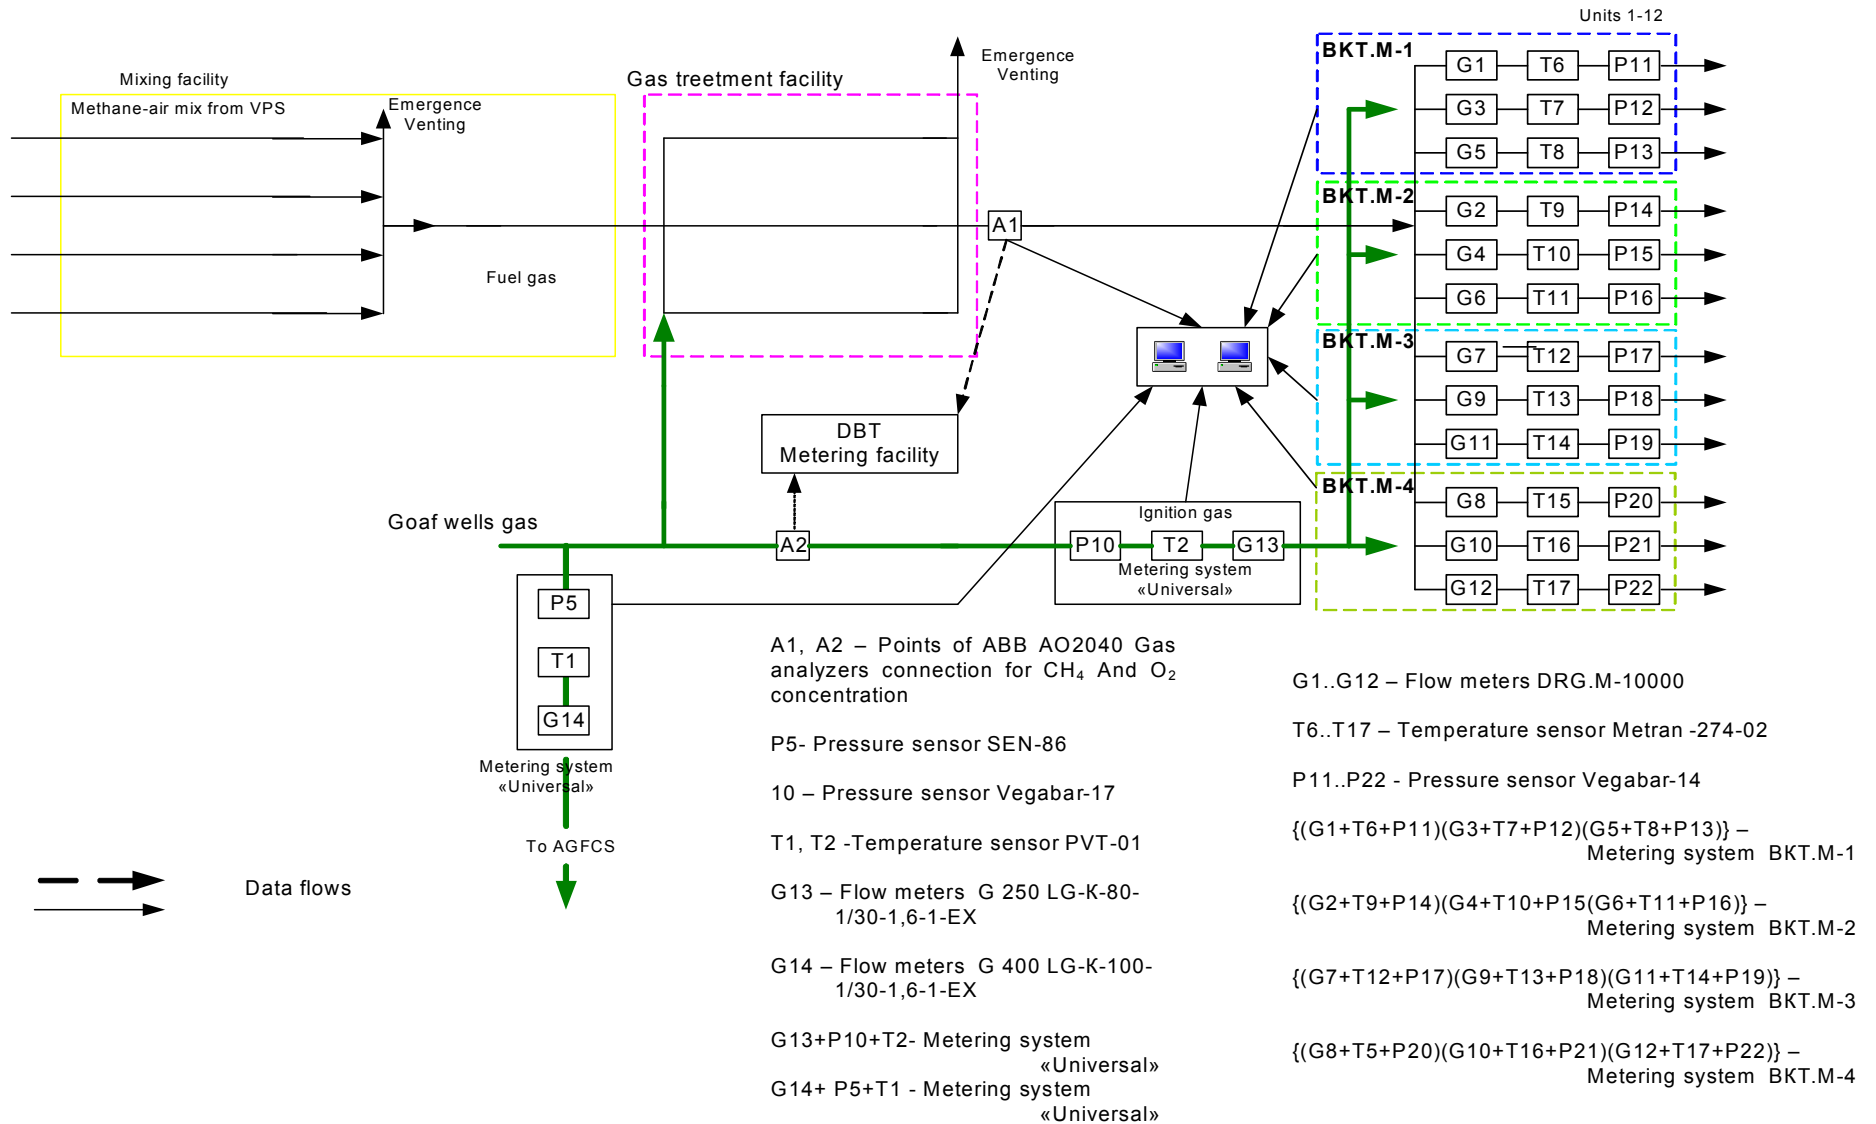 Units 1-12
Mixing facility
Methane-air mix from VPS
Emergence
Venting
Fuel gas
Gas treetment facility
Emergence
Venting
A1
BKT.M-1
G1 T6 P11
G3 T7 P12
G5 T8 P13
BKT.M-2
G2 T9 P14
G4 T10 P15
G6 T11 P16
BKT.M-3
G7 T12 P17
G9 T13 P18
G11 T14 P19
BKT.M-4
G8 T15 P20
G10 T16 P21
G12 T17 P22
DBT
Metering facility
Goaf wells gas
A2
Ignition gas
P10 T2 G13
Metering system
«Universal»
P5
T1
G14
Metering system
«Universal»
To AGFCS
Data flows
A1, A2 – Points of ABB AO2040 Gas
analyzers connection for CH₄ And O₂
concentration
P5- Pressure sensor SEN-86
10 – Pressure sensor Vegabar-17
T1, T2 -Temperature sensor PVT-01
G13 – Flow meters G 250 LG-K-80-
1/30-1,6-1-EX
G14 – Flow meters G 400 LG-K-100-
1/30-1,6-1-EX
G13+P10+T2- Metering system
«Universal»
G14+ P5+T1 - Metering system
«Universal»
G1..G12 – Flow meters DRG.M-10000
T6..T17 – Temperature sensor Metran -274-02
P11..P22 - Pressure sensor Vegabar-14
{(G1+T6+P11)(G3+T7+P12)(G5+T8+P13)} –
Metering system BKT.M-1
{(G2+T9+P14)(G4+T10+P15(G6+T11+P16)} –
Metering system BKT.M-2
{(G7+T12+P17)(G9+T13+P18)(G11+T14+P19)} –
Metering system BKT.M-3
{(G8+T5+P20)(G10+T16+P21)(G12+T17+P22)} –
Metering system BKT.M-4